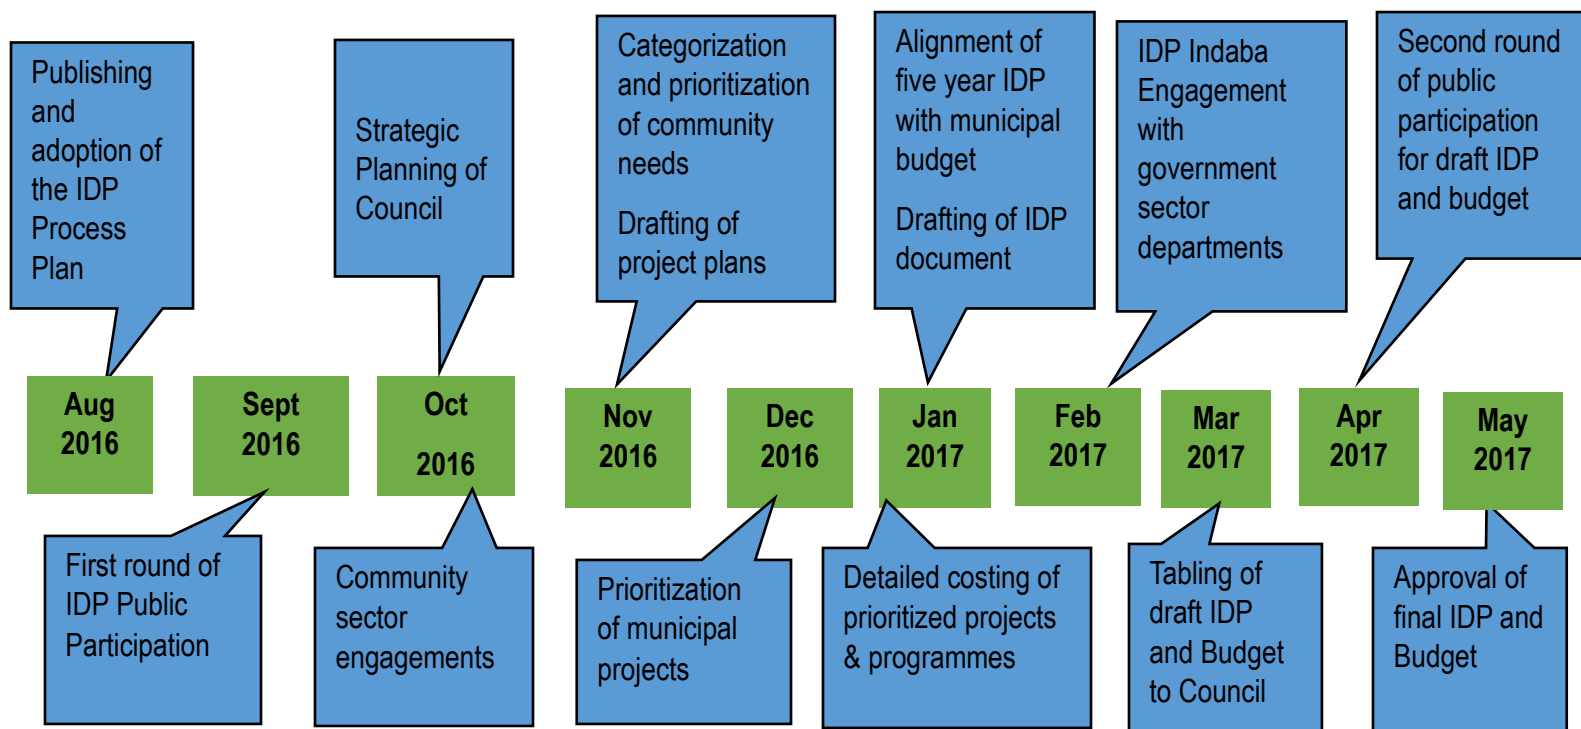 Publishing
and
adoption of
the IDP
Process
Plan
Strategic
Planning of
Council
Categorization
and prioritization
of community
needs
Drafting of
project plans
Alignment of
five year IDP
with municipal
budget
Drafting of IDP
document
IDP Indaba
Engagement
with
government
sector
departments
Second round
of public
participation
for draft IDP
and budget
Aug
2016
Sept
2016
Oct
2016
Nov
2016
Dec
2016
Jan
2017
Feb
2017
Mar
2017
Apr
2017
May
2017
First round of
IDP Public
Participation
Community
sector
engagements
Prioritization
of municipal
projects
Detailed costing of
prioritized projects
& programmes
Tabling of
draft IDP
and Budget
to Council
Approval of
final IDP and
Budget